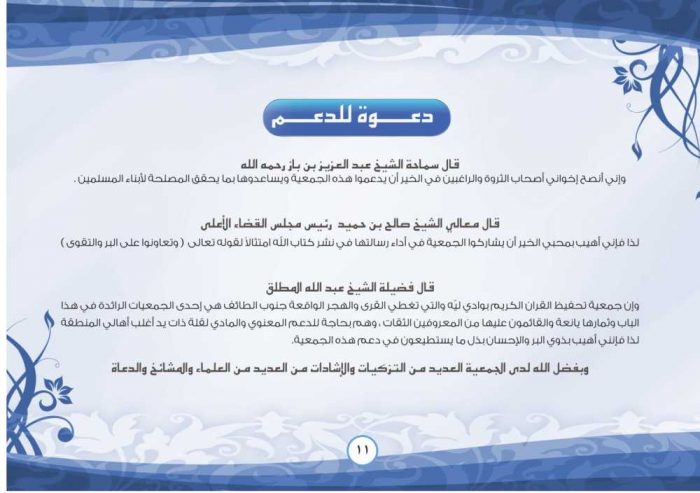 دعـــوة للدعـــم
قال سماحة الشيخ عبد العزيز بن باز رحمه الله
وإني أنصح إخواني أصحاب الثروة والراغبين في الخير أن يدعموا هذه الجمعية ويساعدوها بما يحقق المصلحة لأبناء المسلمين .
قال معالي الشيخ صالح بن حميد رئيس مجلس القضاء الأعلى
لذا فإني أهيب بمحبي الخير أن يشاركوا الجمعية في أداء رسالتها في نشر كتاب الله امتثالاً لقوله تعالى ( وتعاونوا على البر والتقوى )
قال فضيلة الشيخ عبد الله المطلق
وإن جمعية تحفيظ القران الكريم بوادي ليّه والتي تغطي القرى والهجر الواقعة جنوب الطائف هي إحدى الجمعيات الرائدة في هذا
الباب وثمارها يانعة والقائمون عليها من المعروفين الثقات ، وهم بحاجة للدعم المعنوي والمادي لقلة ذات يد أغلب أهالي المنطقة
لذا فإنني أهيب بذوي البر والإحسان بذل ما يستطيعون في دعم هذه الجمعية.
وبفضل الله لدى الجمعية العديد من التزكيات والإشادات من العديد من العلماء والمشائخ والدعاة
١١